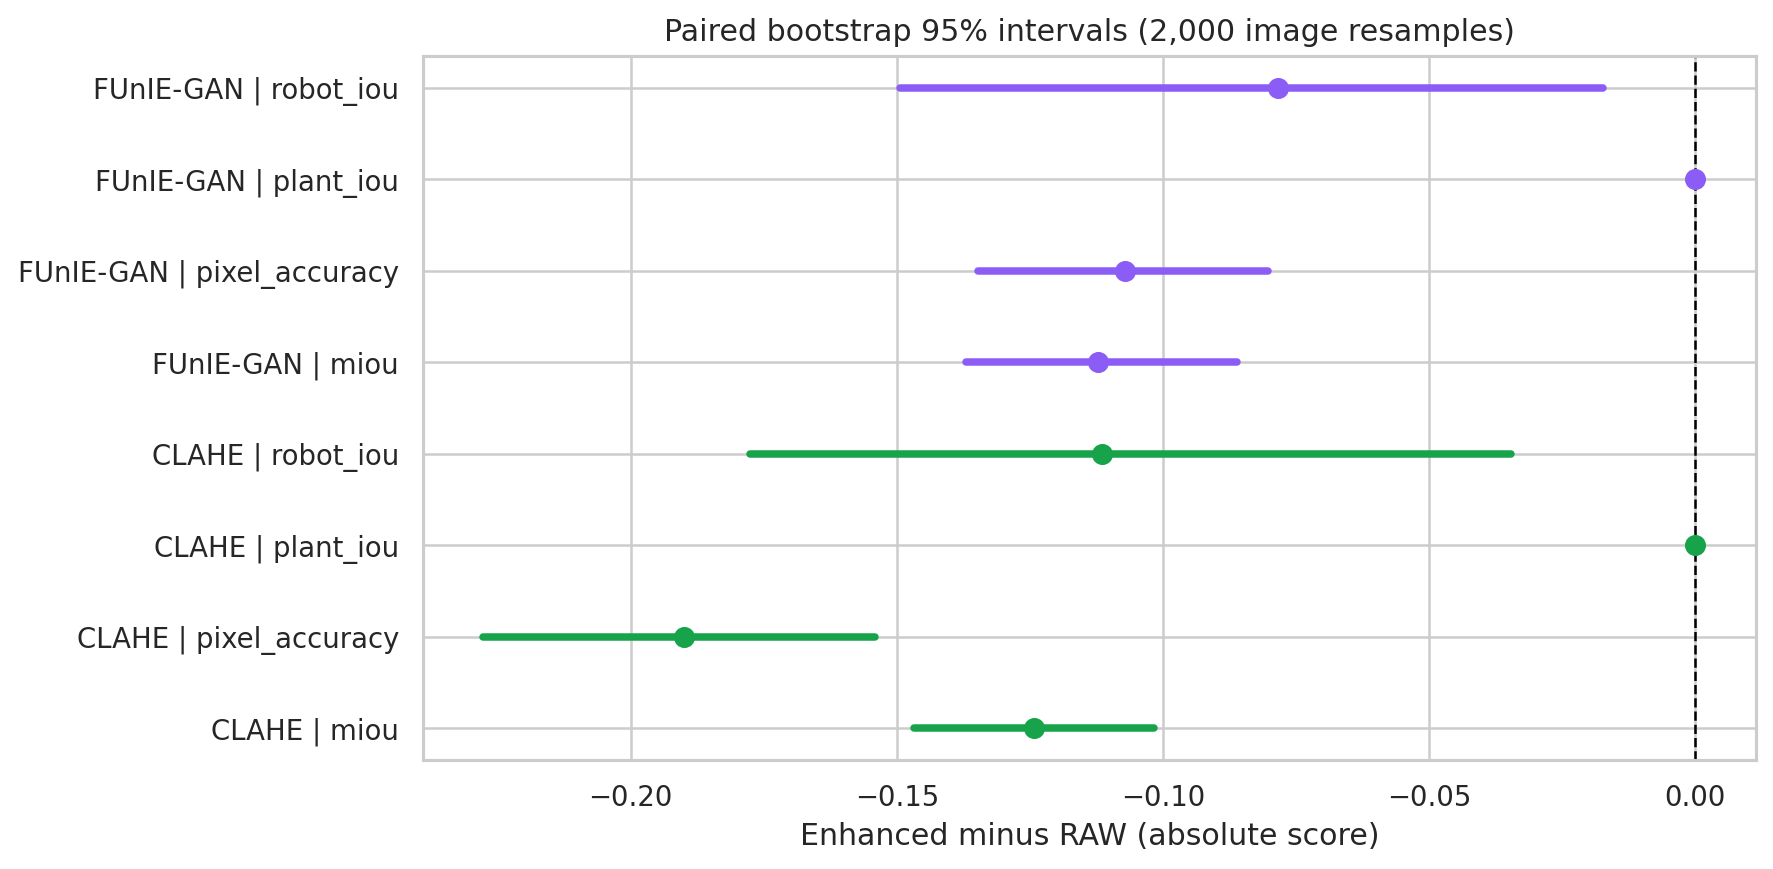 Paired bootstrap 95% intervals (2,000 image resamples)
FUnIE-GAN | robot_iou
FUnIE-GAN | plant_iou
FUnIE-GAN | pixel_accuracy
FUnIE-GAN | miou
CLAHE | robot_iou
CLAHE | plant_iou
CLAHE | pixel_accuracy
CLAHE | miou
−0.20 −0.15 −0.10 −0.05 0.00
Enhanced minus RAW (absolute score)